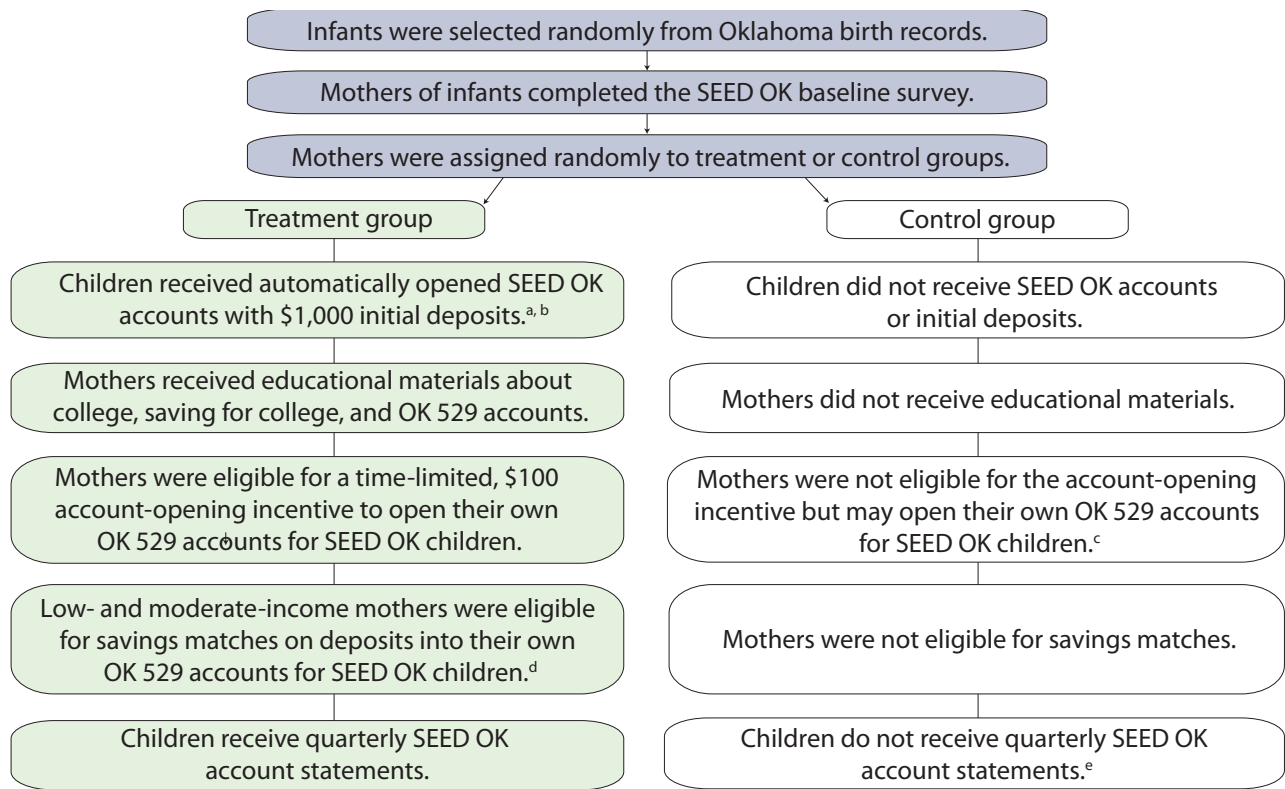 Infants were selected randomly from Oklahoma birth records.
Mothers of infants completed the SEED OK baseline survey.
Mothers were assigned randomly to treatment or control groups.
Treatment group
Children received automatically opened SEED OK
accounts with $1,000 initial deposits.a, b
Mothers received educational materials about
college, saving for college, and OK 529 accounts.
Mothers were eligible for a time-limited, $100
account-opening incentive to open their own
OK 529 accounts for SEED OK children.
Low- and moderate-income mothers were eligible
for savings matches on deposits into their own
OK 529 accounts for SEED OK children.d
Children receive quarterly SEED OK
account statements.
Control group
Children did not receive SEED OK accounts
or initial deposits.
Mothers did not receive educational materials.
Mothers were not eligible for the account-opening
incentive but may open their own OK 529 accounts
for SEED OK children.c
Mothers were not eligible for savings matches.
Children do not receive quarterly SEED OK
account statements.e